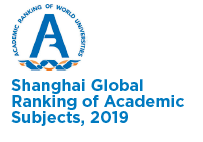 ACADEMIC RANKING OF WORLD UNIVERSITIES
Shanghai Global
Ranking of Academic
Subjects, 2019